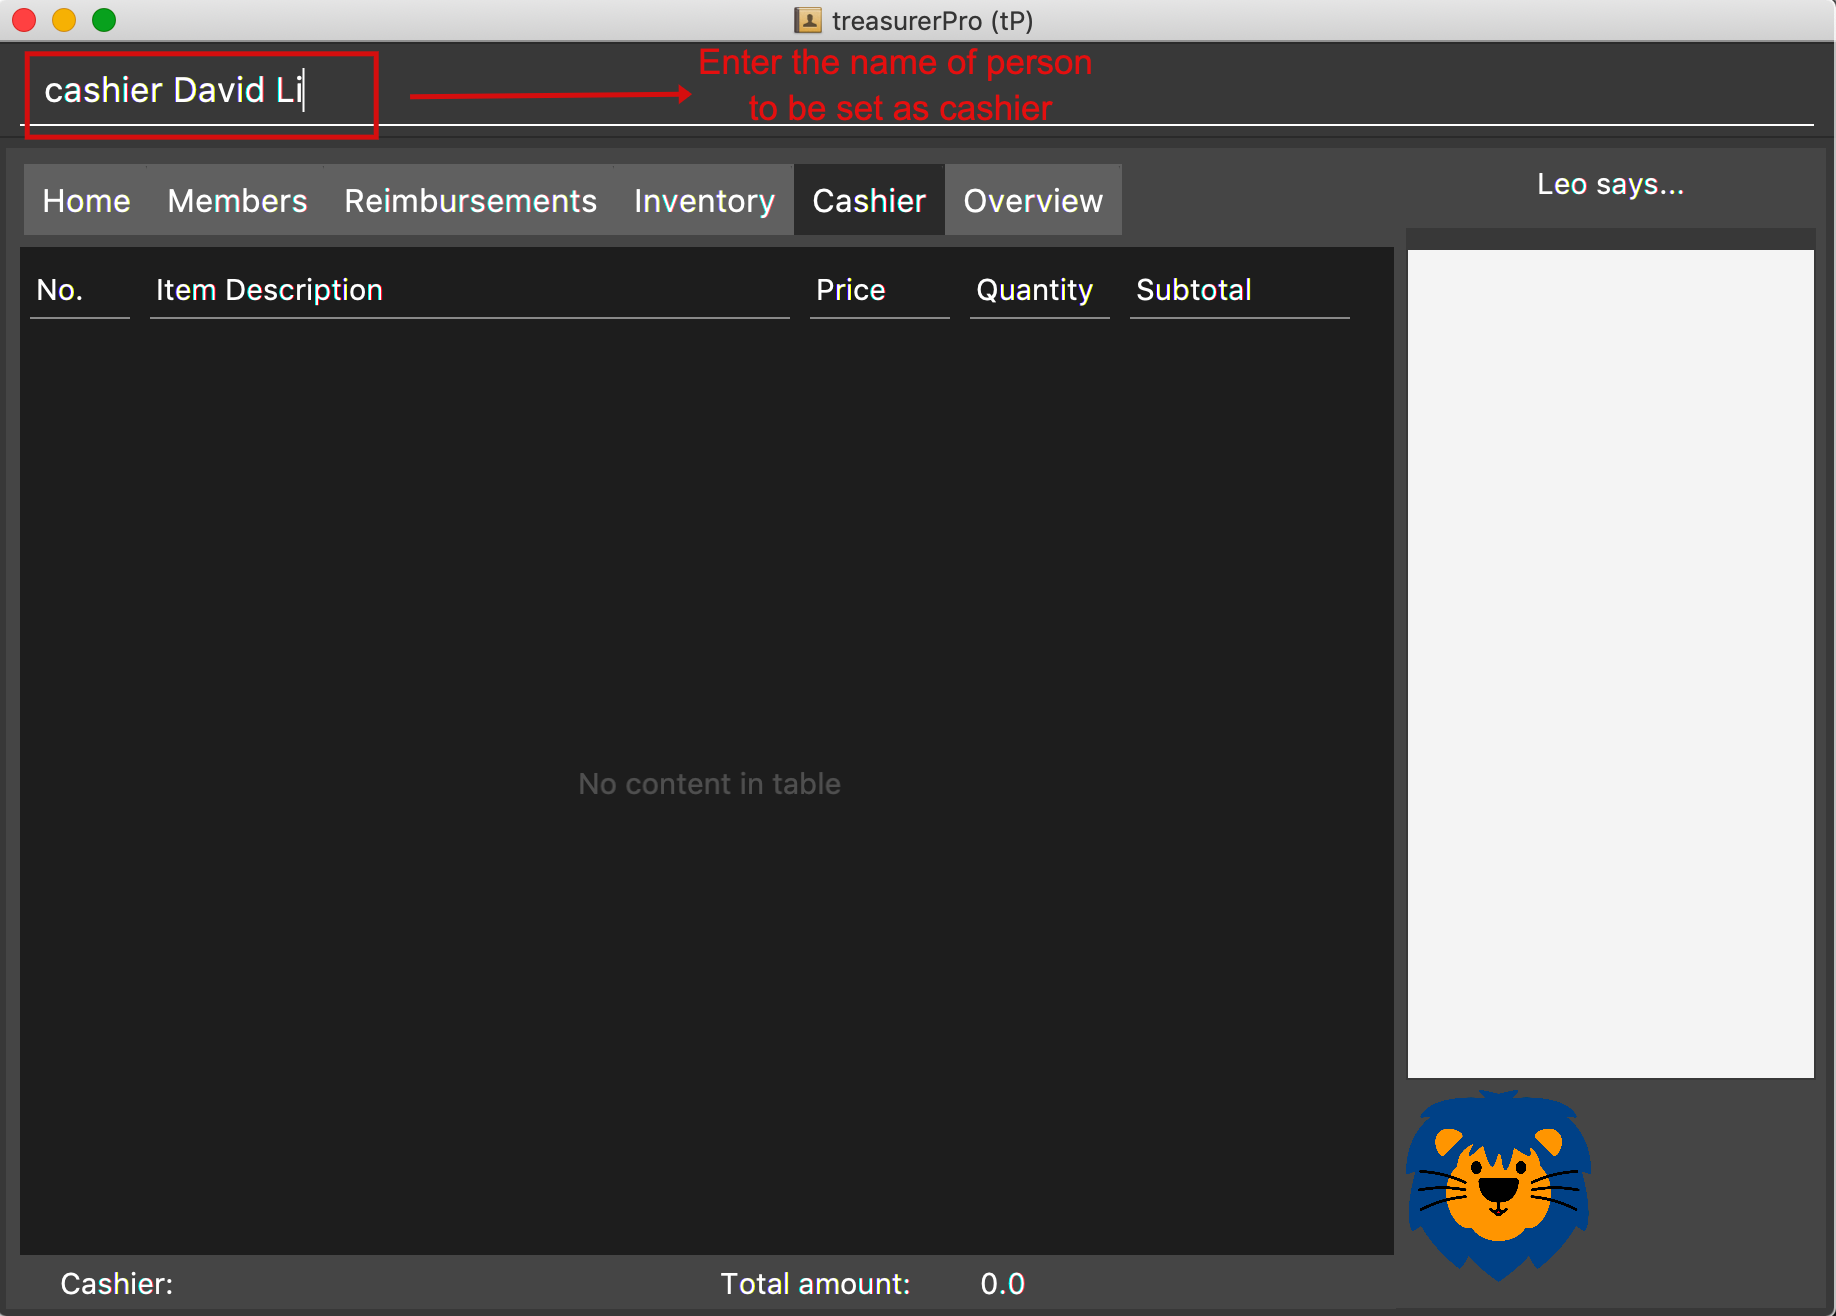 treasurerPro (tP)
cashier David Li
Enter the name of person
to be set as cashier
Home Members Reimbursements Inventory Cashier Overview
Leo says...
No. Item Description Price Quantity Subtotal
No content in table
Cashier: Total amount: 0.0